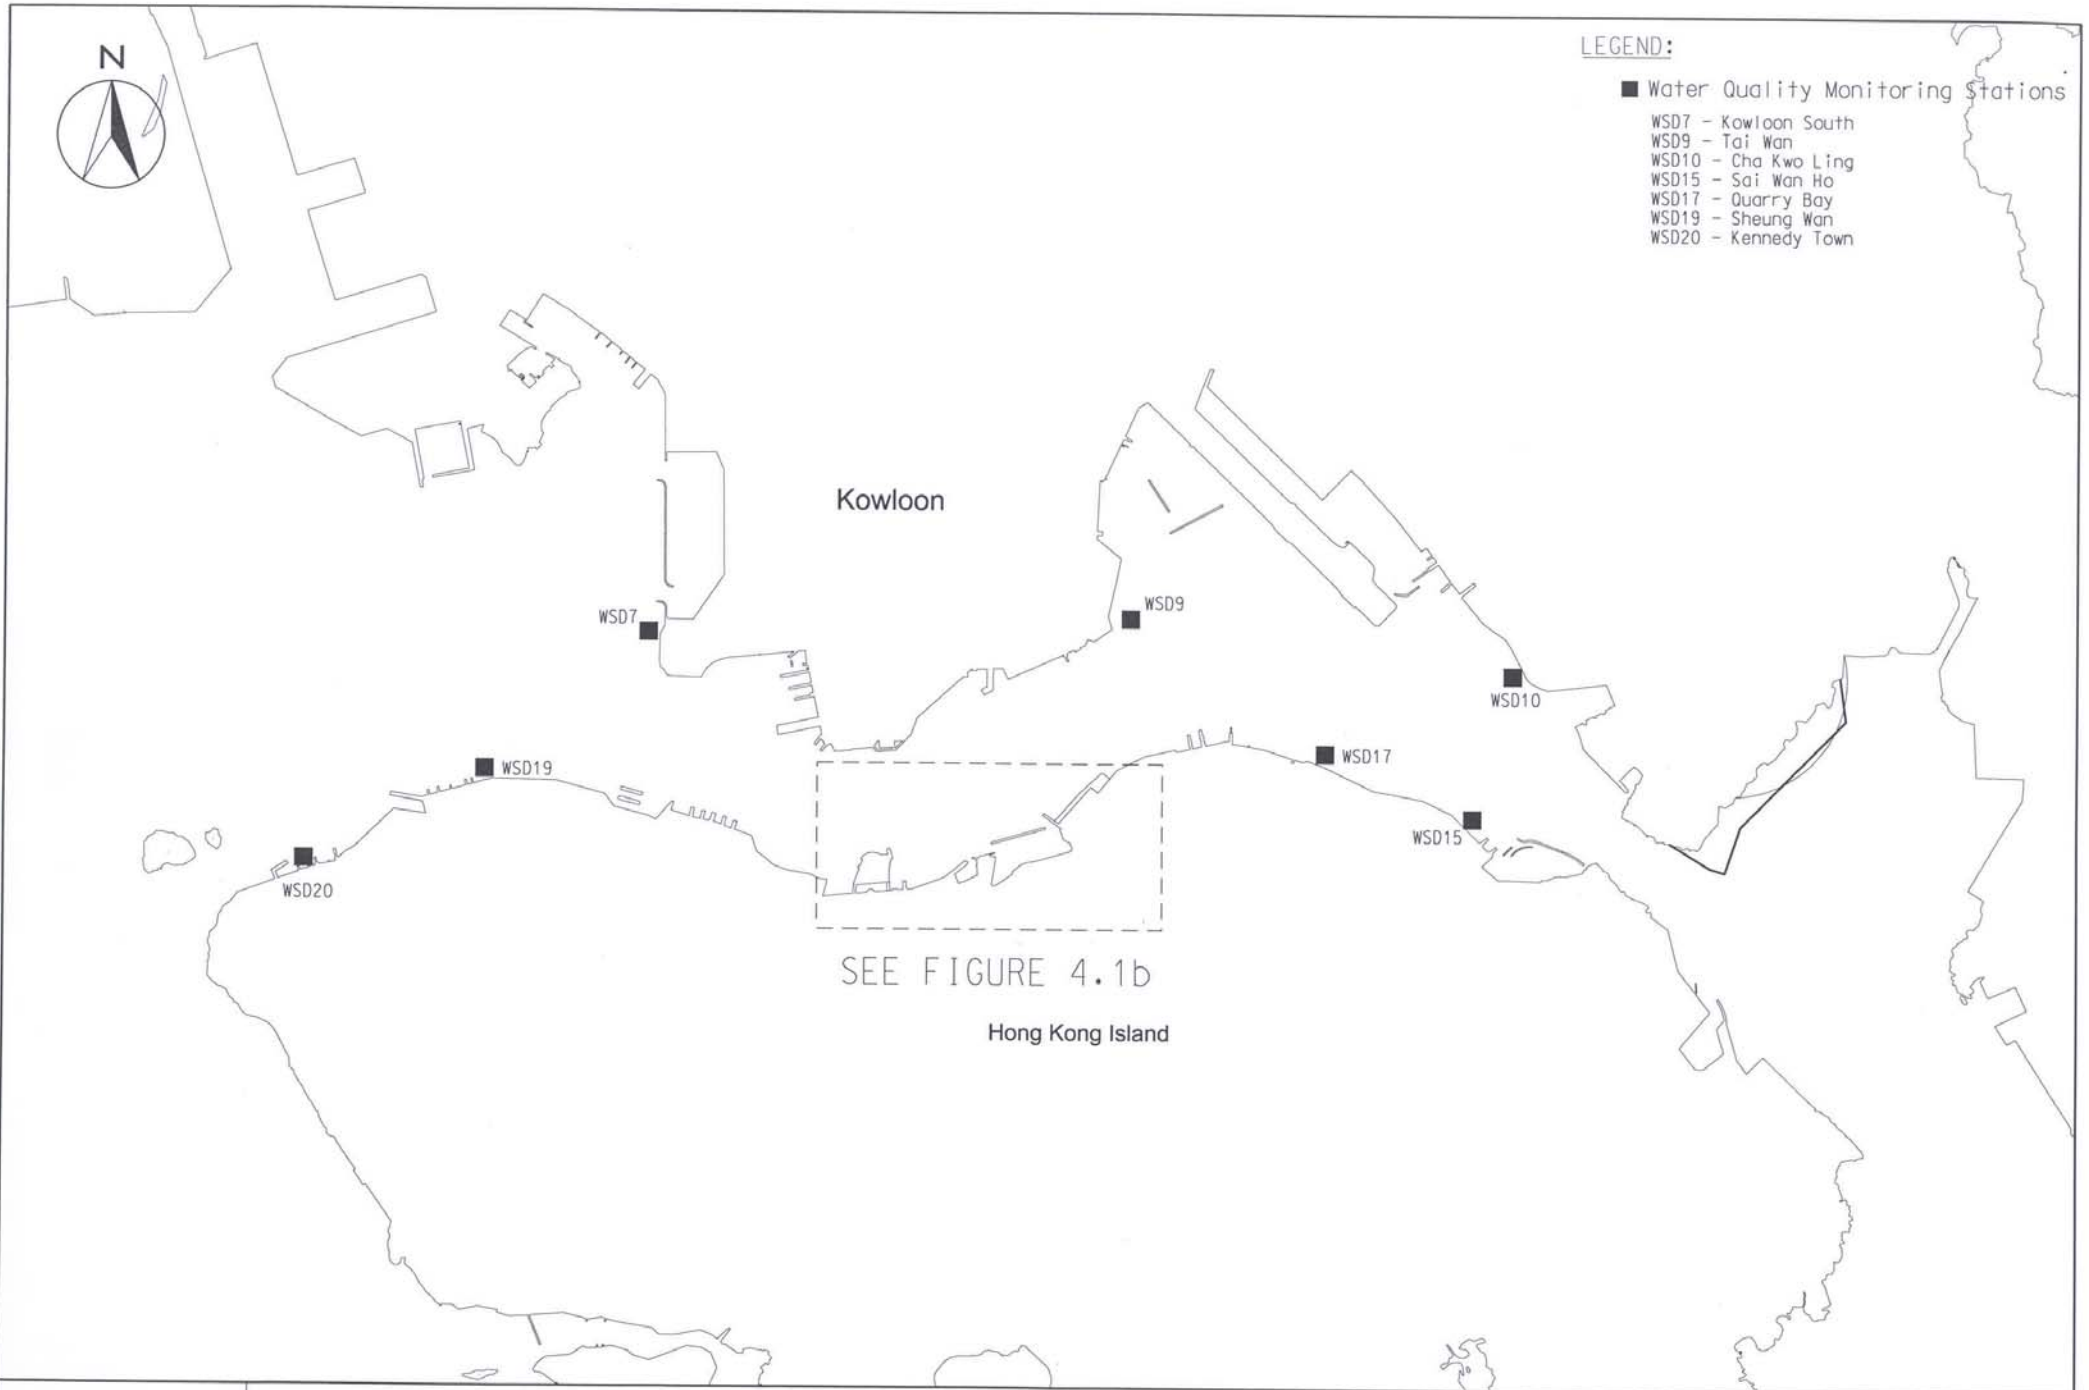 N
LEGEND:
■ Water Quality Monitoring Stations
WSD7 - Kowloon South
WSD9 - Tai Wan
WSD10 - Cha Kwo Ling
WSD15 - Sai Wan Ho
WSD17 - Quarry Bay
WSD19 - Sheung Wan
WSD20 - Kennedy Town
Kowloon
WSD7
WSD9
WSD10
WSD19
WSD17
WSD15
WSD20
SEE FIGURE 4.1b
Hong Kong Island